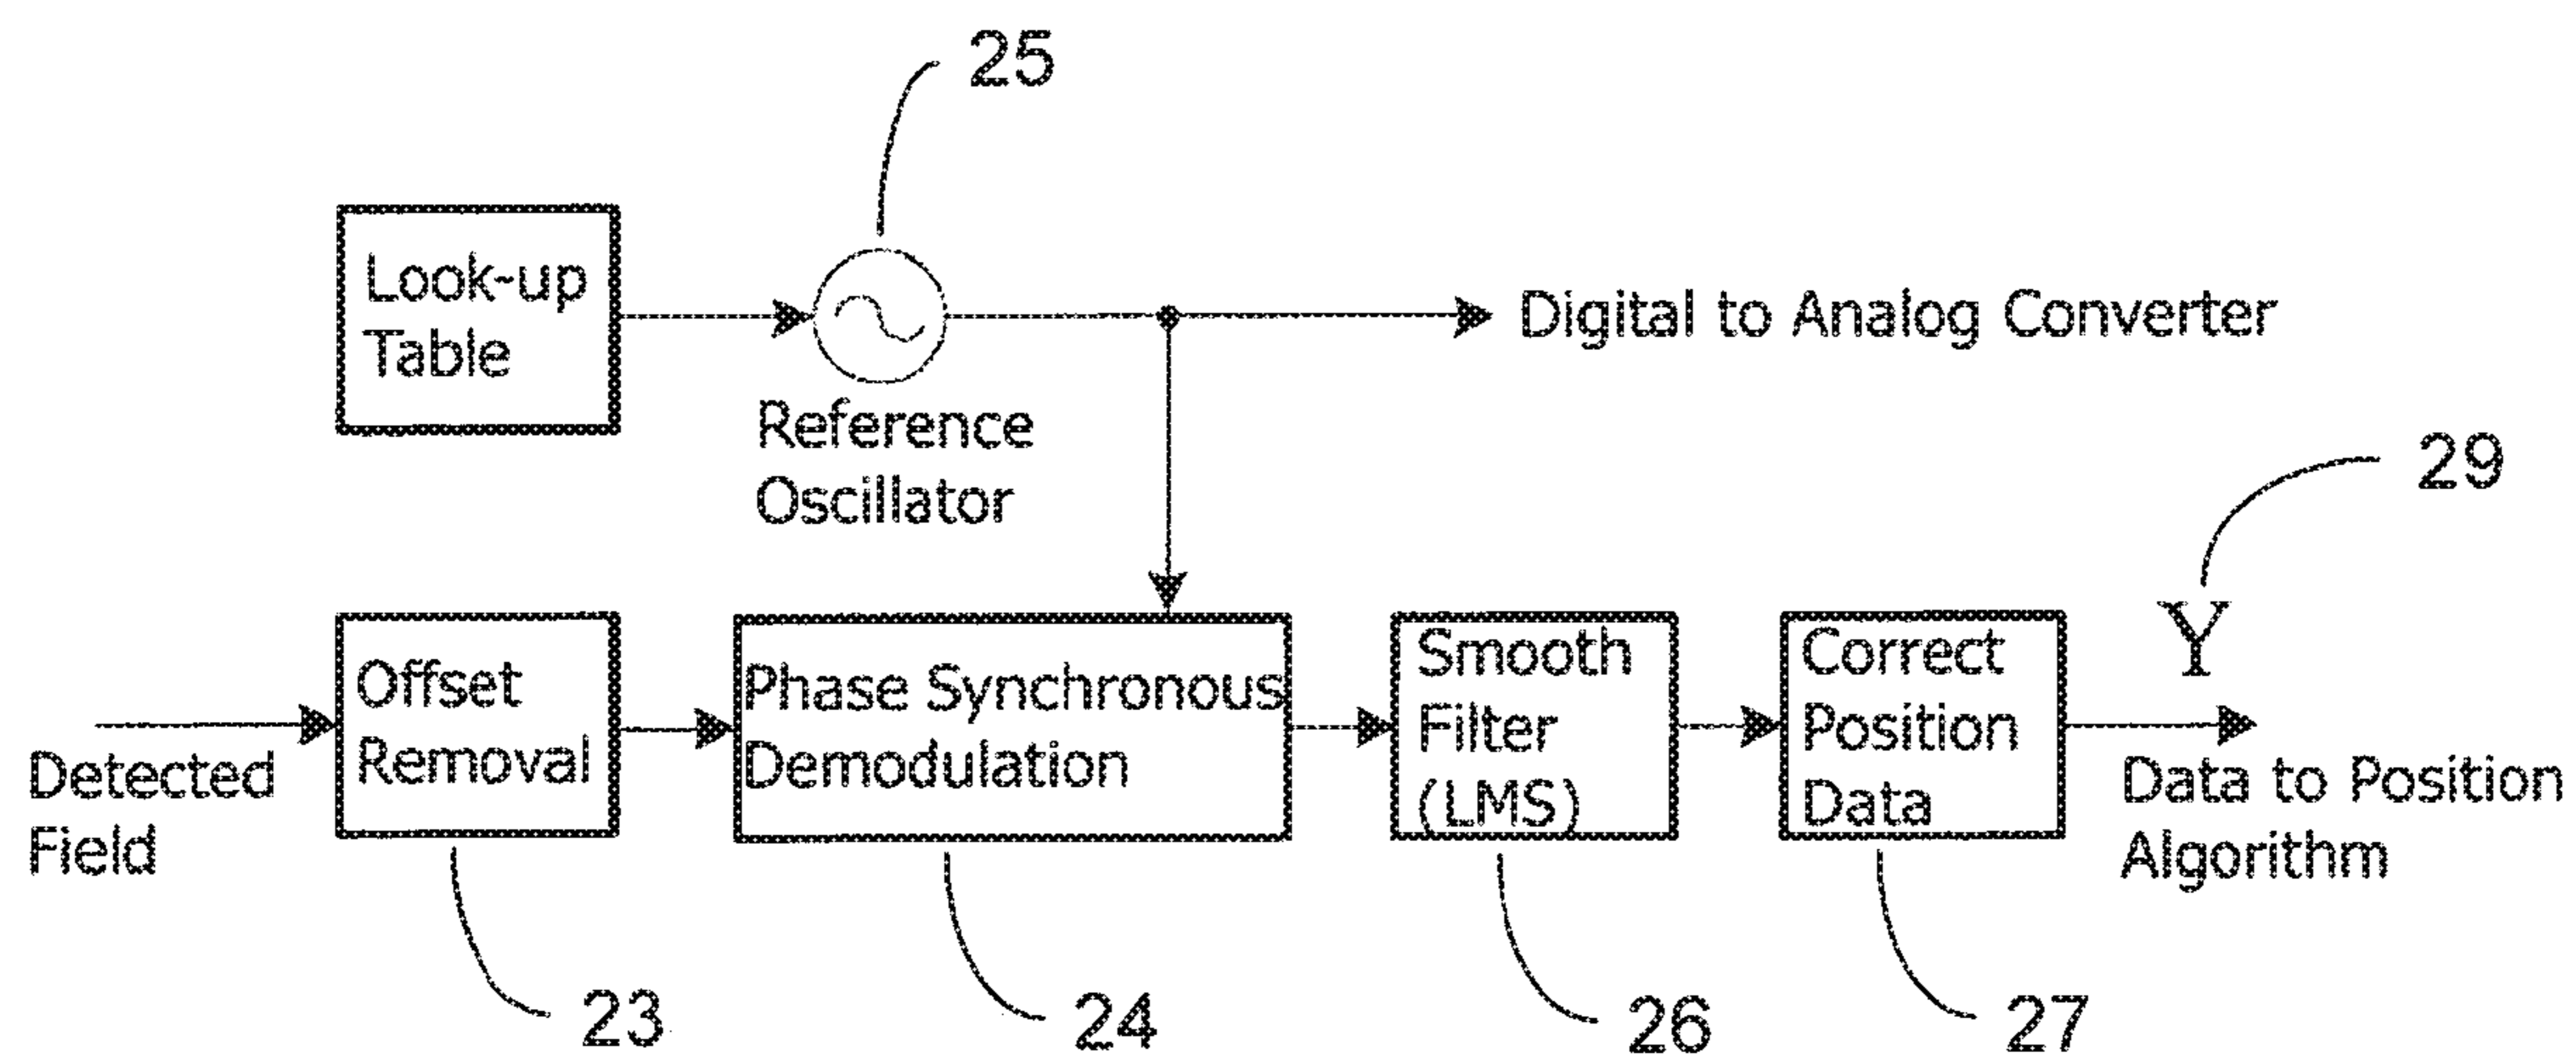 25
Look-up
Table
Digital to Analog Converter
Reference
Oscillator
29
Y
Detected
Field
Offset
Removal
Phase Synchronous
Demodulation
Smooth
Filter
(LMS)
Correct
Position
Data
Data to Position
Algorithm
23
24
26
27